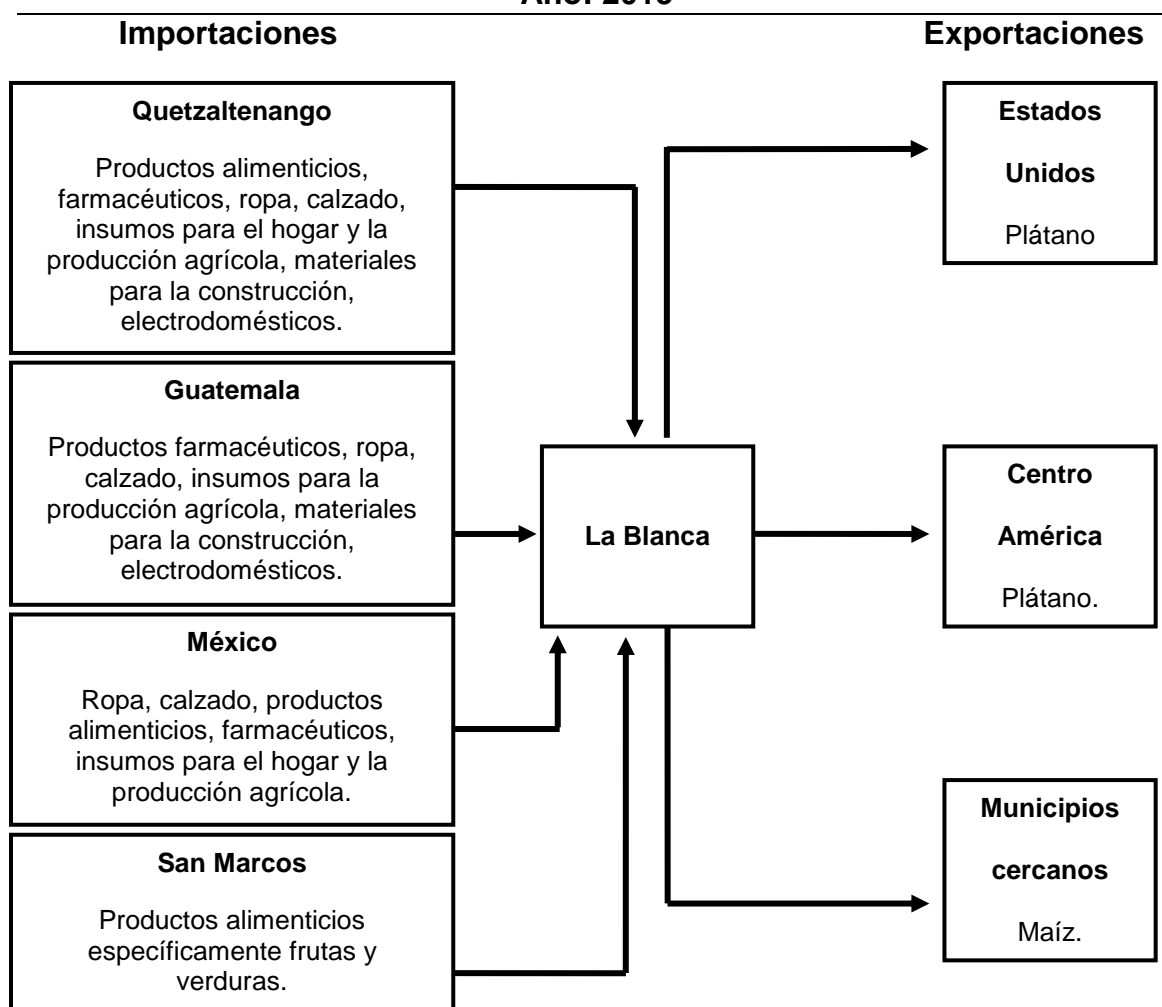 Importaciones
Exportaciones
Quetzaltenango
Productos alimenticios,
farmacéuticos, ropa, calzado,
insumos para el hogar y la
producción agrícola, materiales
para la construcción,
electrodomésticos.
Guatemala
Productos farmacéuticos, ropa,
calzado, insumos para la
producción agrícola, materiales
para la construcción,
electrodomésticos.
México
Ropa, calzado, productos
alimenticios, farmacéuticos,
insumos para el hogar y la
producción agrícola.
San Marcos
Productos alimenticios
específicamente frutas y
verduras.
La Blanca
Estados
Unidos
Plátano
Centro
América
Plátano.
Municipios
cercanos
Maíz.